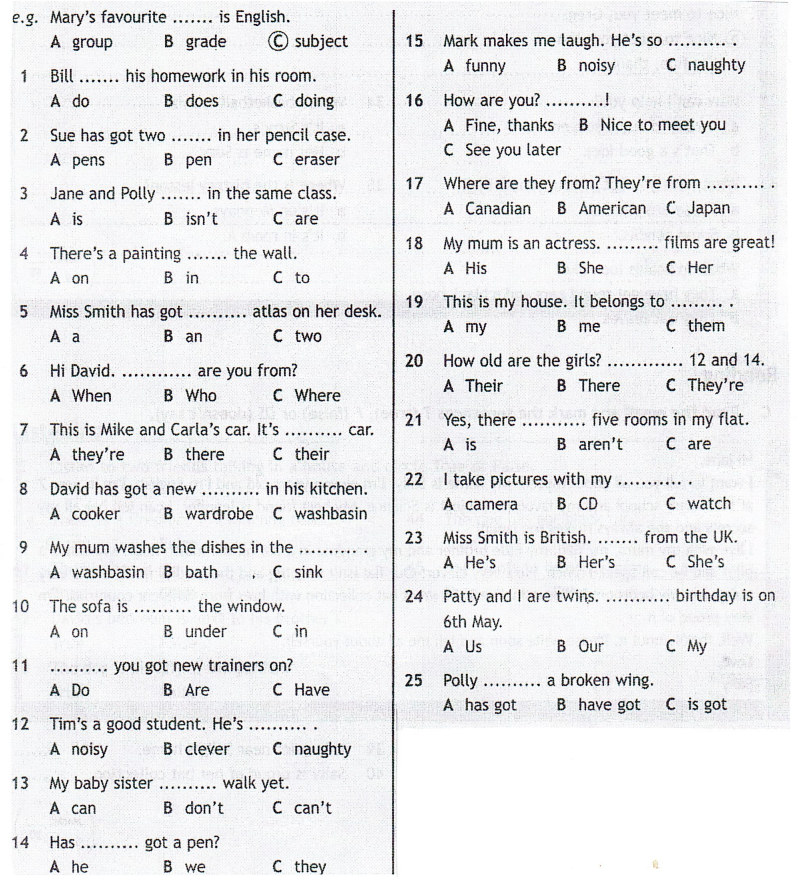 e.g. Mary's favourite ....... is English.
A group B grade C subject
1 Bill ....... his homework in his room.
A do B does C doing
2 Sue has got two ....... in her pencil case.
A pens B pen C eraser
3 Jane and Polly ....... in the same class.
A is B isn't C are
4 There's a painting ....... the wall.
A on B in C to
5 Miss Smith has got .......... atlas on her desk.
A a B an C two
6 Hi David. ............ are you from?
A When B Who C Where
7 This is Mike and Carla's car. It's .......... car.
A they're B there C their
8 David has got a new .......... in his kitchen.
A cooker B wardrobe C washbasin
9 My mum washes the dishes in the .......... .
A washbasin B bath C sink
10 The sofa is .......... the window.
A on B under C in
11 .......... you got new trainers on?
A Do B Are C Have
12 Tim's a good student. He's .......... .
A noisy B clever C naughty
13 My baby sister .......... walk yet.
A can B don't C can't
14 Has .......... got a pen?
A he B we C they
15 Mark makes me laugh. He's so .......... .
A funny B noisy C naughty
16 How are you? ..........!
A Fine, thanks B Nice to meet you
C See you later
17 Where are they from? They're from .......... .
A Canadian B American C Japan
18 My mum is an actress. ......... films are great!
A His B She C Her
19 This is my house. It belongs to .......... .
A my B me C them
20 How old are the girls? ............ 12 and 14.
A Their B There C They're
21 Yes, there .......... five rooms in my flat.
A is B aren't C are
22 I take pictures with my .......... .
A camera B CD C watch
23 Miss Smith is British. ....... from the UK.
A He's B Her's C She's
24 Patty and I are twins. .......... birthday is on
6th May.
A Us B Our C My
25 Polly .......... a broken wing.
A has got B have got C is got